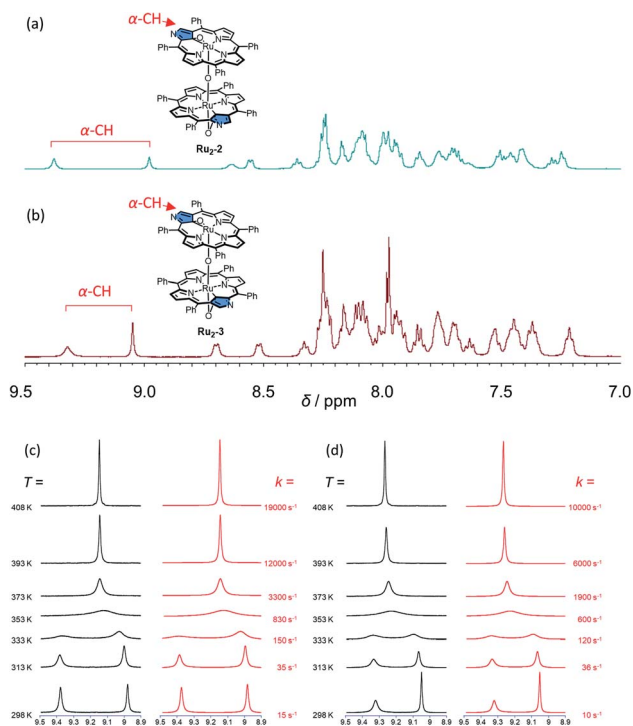 (a)
α-CH
Ph
N
O
Ru
N
N
N
Ph
Ph
Ph
O
Ph
Ph
N
Ru
N
N
Ph
Ph
O
N
Ru₂-2
α-CH
(b)
α-CH
Ph
N
O
Ru
N
N
N
Ph
Ph
Ph
O
Ph
Ph
N
Ru
N
N
Ph
Ph
O
N
Ru₂-3
α-CH
9.5 9.0 8.5 8.0 7.5 7.0
δ / ppm
(c)
T = k =
408 K 19000 s⁻¹
393 K 12000 s⁻¹
373 K 3300 s⁻¹
353 K 830 s⁻¹
333 K 150 s⁻¹
313 K 35 s⁻¹
298 K 15 s⁻¹
9.5 9.4 9.3 9.2 9.1 9 8.9 9.5 9.4 9.3 9.2 9.1 9 8.9
(d)
T = k =
408 K 10000 s⁻¹
393 K 6000 s⁻¹
373 K 1900 s⁻¹
353 K 600 s⁻¹
333 K 120 s⁻¹
313 K 36 s⁻¹
298 K 10 s⁻¹
9.5 9.4 9.3 9.2 9.1 9 8.9 9.5 9.4 9.3 9.2 9.1 9 8.9